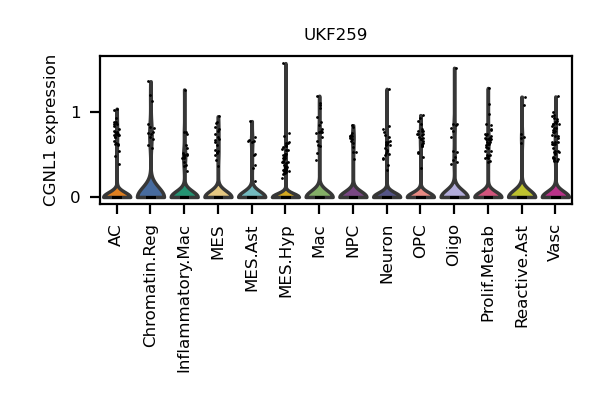 UKF259
CGNL1 expression
1
0
AC
Chromatin.Reg
Inflammatory.Mac
MES
MES.Ast
MES.Hyp
Mac
NPC
Neuron
OPC
Oligo
Prolif.Metab
Reactive.Ast
Vasc